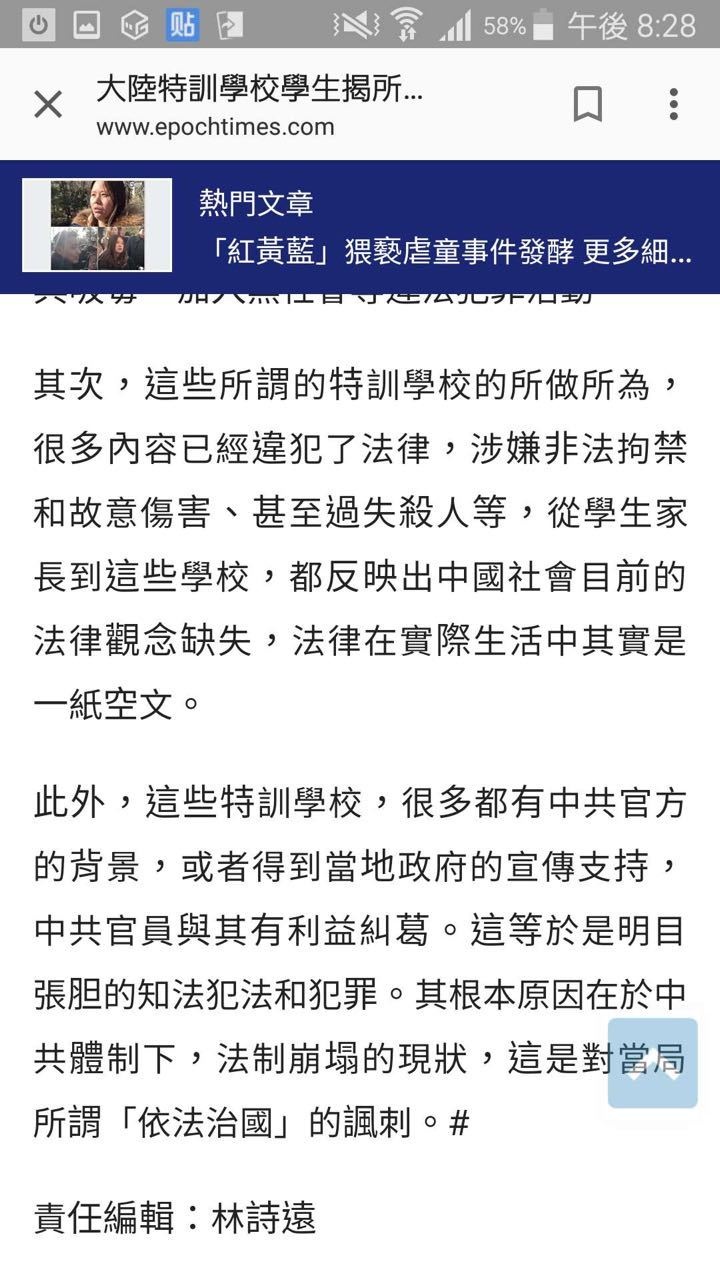 贴
58%
午後 8:28
大陸特訓學校學生揭所...
www.epochtimes.com
熱門文章
「紅黃藍」猥褻虐童事件發酵 更多細...
其次，這些所謂的特訓學校的所做所為，
很多內容已經違犯了法律，涉嫌非法拘禁
和故意傷害、甚至過失殺人等，從學生家
長到這些學校，都反映出中國社會目前的
法律觀念缺失，法律在實際生活中其實是
一紙空文。
此外，這些特訓學校，很多都有中共官方
的背景，或者得到當地政府的宣傳支持，
中共官員與其有利益糾葛。這等於是明目
張胆的知法犯法和犯罪。其根本原因在於中
共體制下，法制崩塌的現狀，這是對當局
所謂「依法治國」的諷刺。#
責任編輯：林詩遠